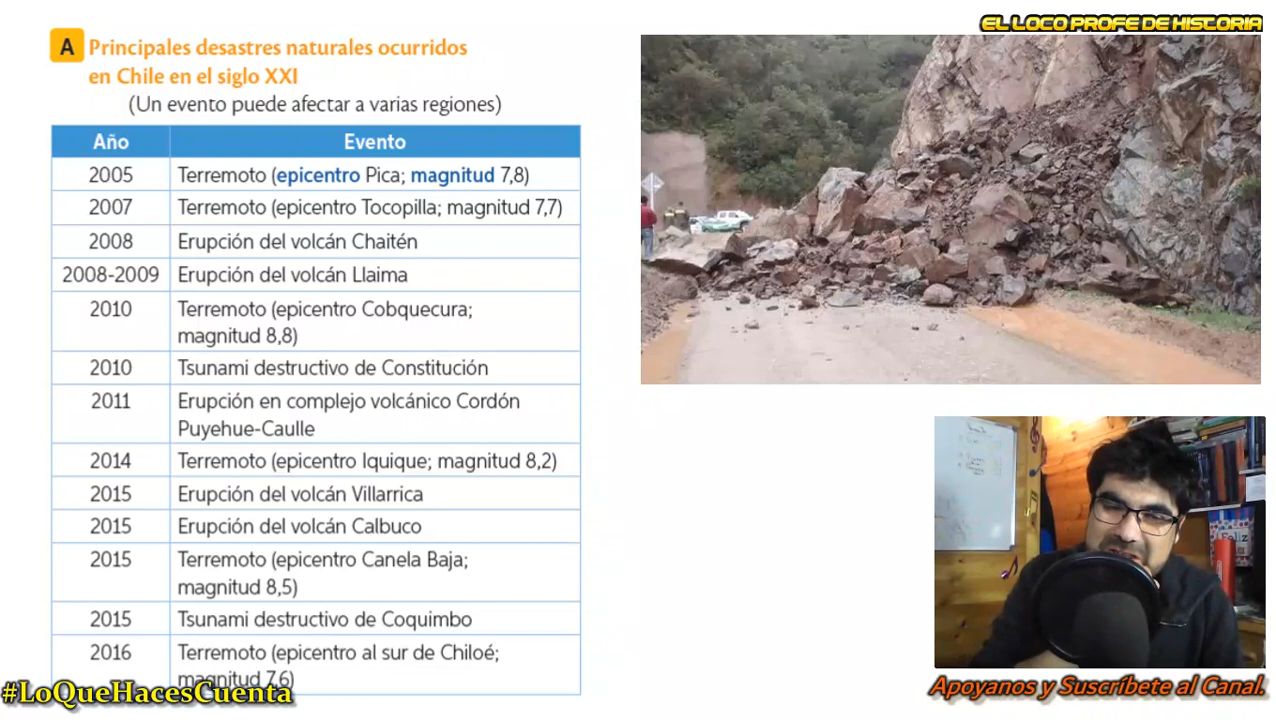 EL LOCO PROFE DE HISTORIA
A Principales desastres naturales ocurridos
en Chile en el siglo XXI
(Un evento puede afectar a varias regiones)
Año Evento
2005 Terremoto (epicentro Pica; magnitud 7,8)
2007 Terremoto (epicentro Tocopilla; magnitud 7,7)
2008 Erupción del volcán Chaitén
2008-2009 Erupción del volcán Llaima
2010 Terremoto (epicentro Cobquecura;
magnitud 8,8)
2010 Tsunami destructivo de Constitución
2011 Erupción en complejo volcánico Cordón
Puyehue-Caulle
2014 Terremoto (epicentro Iquique; magnitud 8,2)
2015 Erupción del volcán Villarrica
2015 Erupción del volcán Calbuco
2015 Terremoto (epicentro Canela Baja;
magnitud 8,5)
2015 Tsunami destructivo de Coquimbo
2016 Terremoto (epicentro al sur de Chiloé;
magnitud 7,6)
#LoQueHacesCuenta
Feliz
Apoyanos y Suscríbete al Canal.